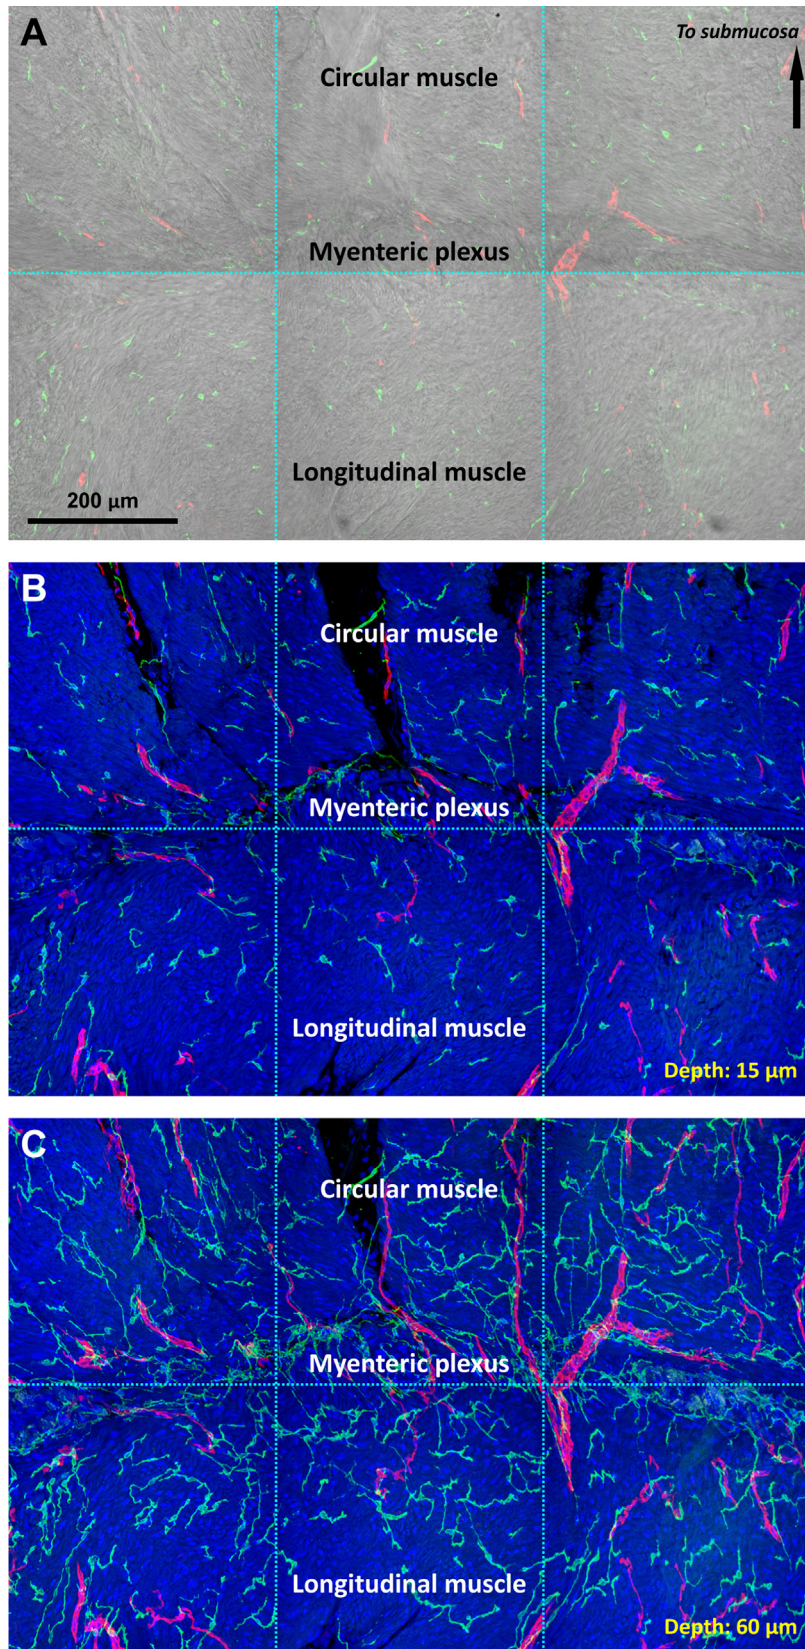 A
To submucosa
Circular muscle
Myenteric plexus
Longitudinal muscle
200 μm
B
Circular muscle
Myenteric plexus
Longitudinal muscle
Depth: 15 μm
C
Circular muscle
Myenteric plexus
Longitudinal muscle
Depth: 60 μm